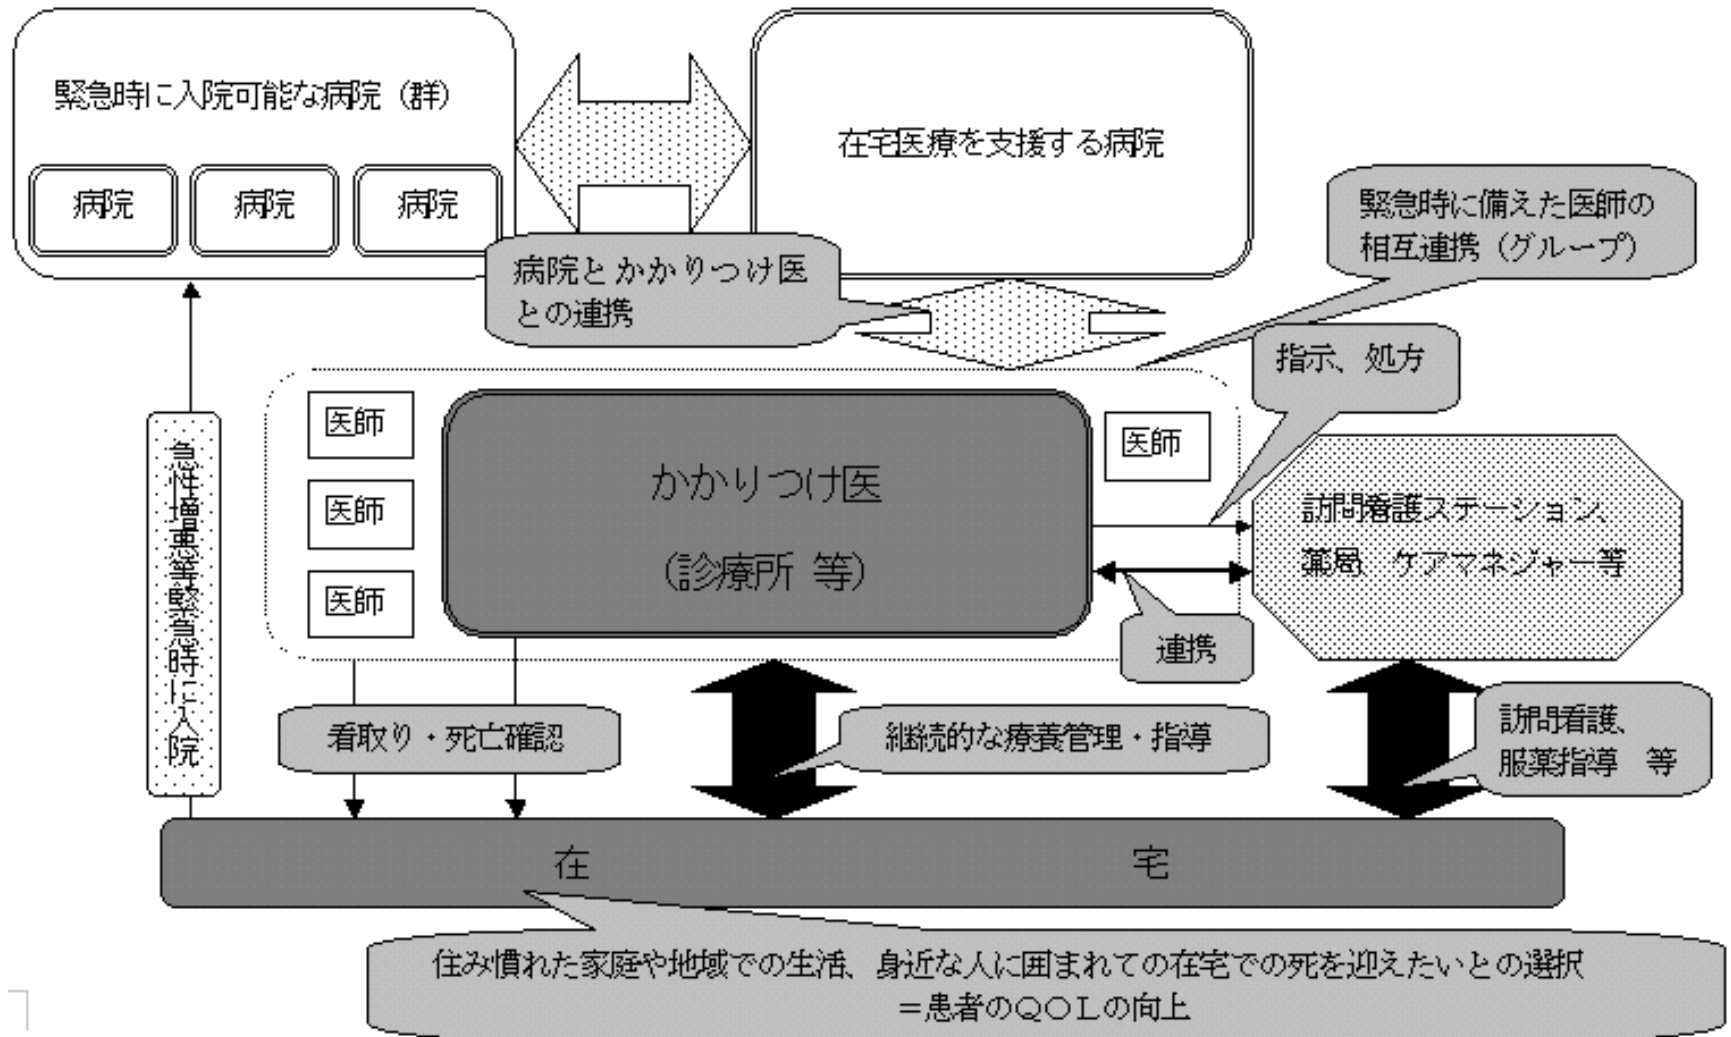 緊急時に入院可能な病院（群）
病院
病院
病院
在宅医療を支援する病院
緊急時に備えた医師の
相互連携（グループ）
病院とかかりつけ医
との連携
指示、処方
医師
医師
医師
かかりつけ医
（診療所 等）
医師
訪問看護ステーション、
薬局、ケアマネジャー等
連携
急性増悪等緊急時に入院
看取り・死亡確認
継続的な療養管理・指導
訪問看護、
服薬指導　等
在　宅
住み慣れた家庭や地域での生活、身近な人に囲まれての在宅での死を迎えたいとの選択
＝患者のＱＯＬの向上